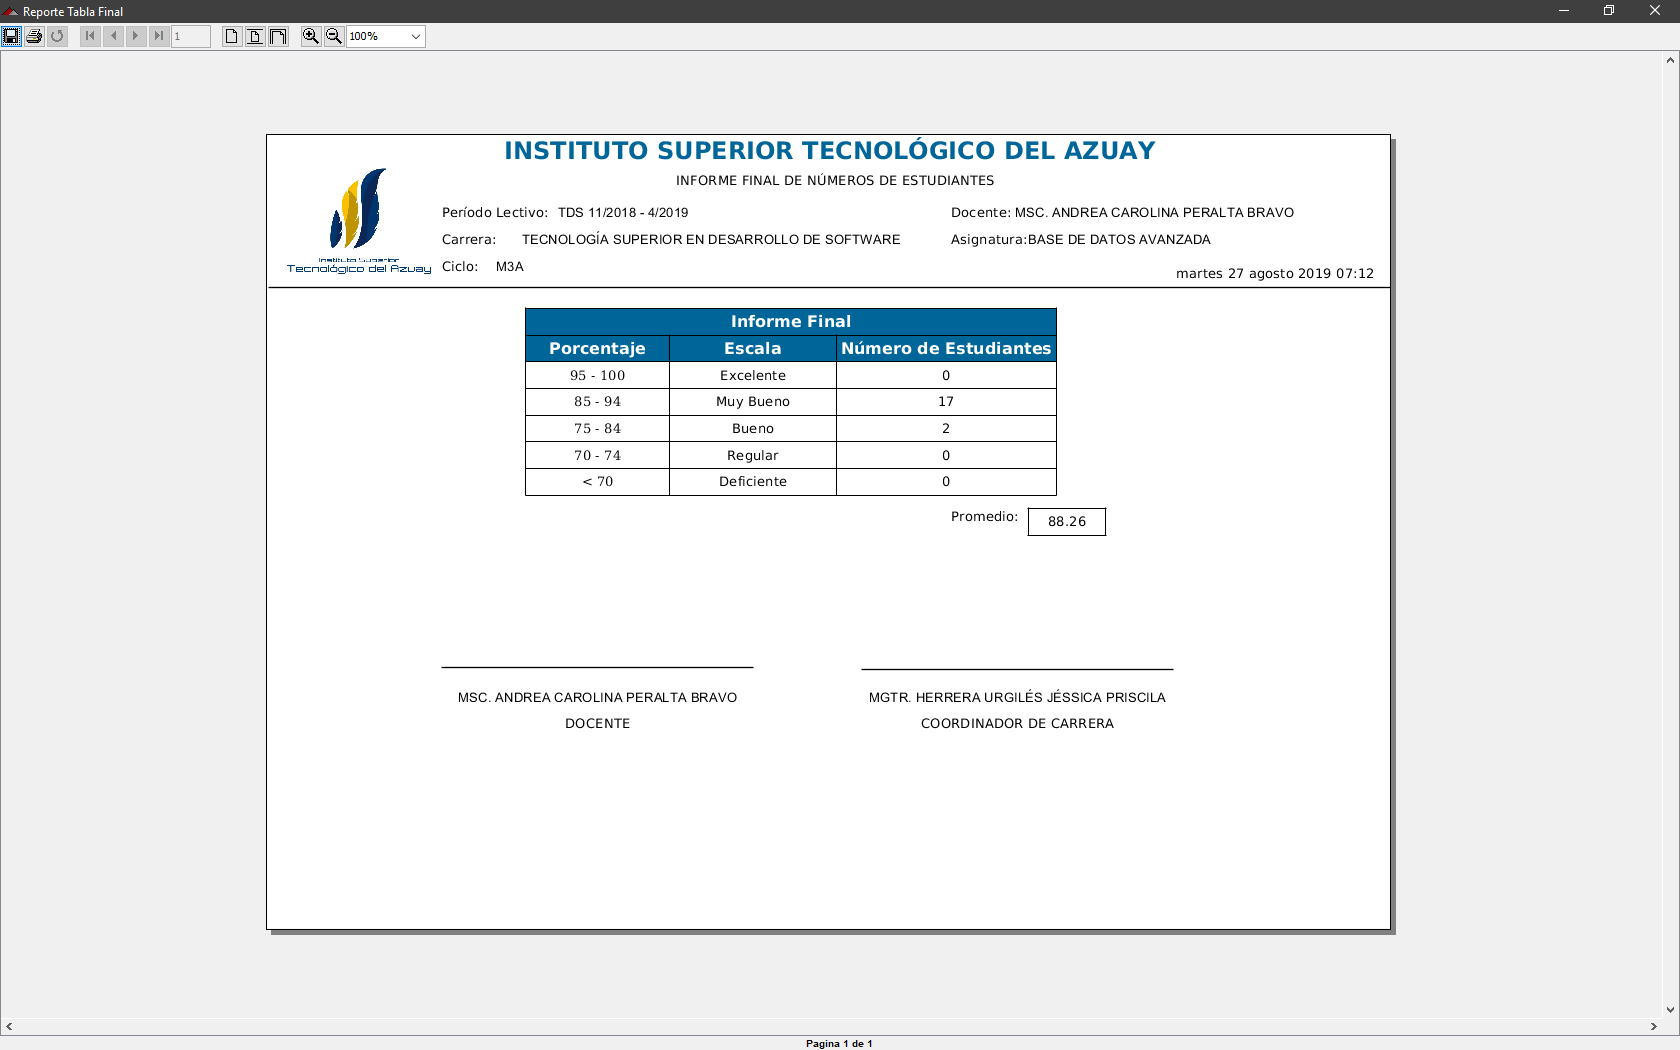 Reporte Tabla Final
1
100%
INSTITUTO SUPERIOR TECNOLÓGICO DEL AZUAY
INFORME FINAL DE NÚMEROS DE ESTUDIANTES
Período Lectivo: TDS 11/2018 - 4/2019 Docente: MSC. ANDREA CAROLINA PERALTA BRAVO
Carrera: TECNOLOGÍA SUPERIOR EN DESARROLLO DE SOFTWARE Asignatura:BASE DE DATOS AVANZADA
Instituto Superior
Tecnológico del Azuay
Ciclo: M3A
martes 27 agosto 2019 07:12
Informe Final
Porcentaje Escala Número de Estudiantes
95 - 100 Excelente 0
85 - 94 Muy Bueno 17
75 - 84 Bueno 2
70 - 74 Regular 0
< 70 Deficiente 0
Promedio: 88.26
MSC. ANDREA CAROLINA PERALTA BRAVO MGTR. HERRERA URGILÉS JÉSSICA PRISCILA
DOCENTE COORDINADOR DE CARRERA
Pagina 1 de 1